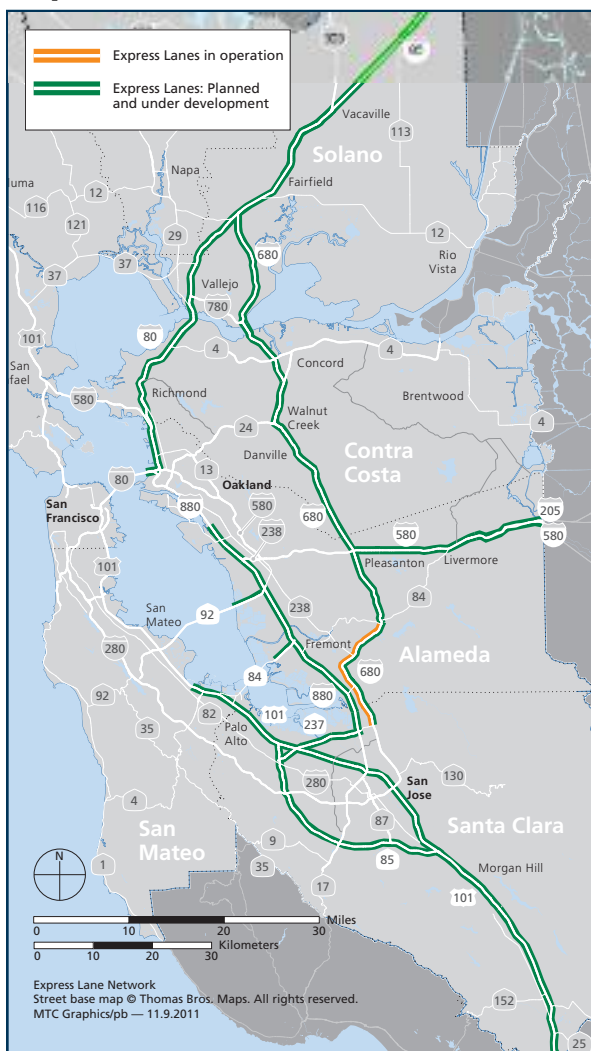 Express Lanes in operation
Express Lanes: Planned
and under development
Vacaville
113
Solano
Napa
Fairfield
12
116
121
29
680
12
Rio
Vista
37
37
Vallejo
780
101
80
4
Concord
4
San
fael
580
Richmond
Brentwood
4
Walnut
Creek
24
Contra
Costa
Danville
13
80
Oakland
San
Francisco
880
580
680
205
238
580
580
Pleasanton
Livermore
101
84
San
Mateo
92
238
280
Fremont
Alameda
680
84
880
92
101
82
237
35
Palo
Alto
280
San
Jose
130
4
87
Santa Clara
San
Mateo
9
85
1
35
Morgan Hill
17
101
N
Miles
0 10 20 30
Kilometers
0 10 20 30
152
Express Lane Network
Street base map © Thomas Bros. Maps. All rights reserved.
MTC Graphics/pb — 11.9.2011
25